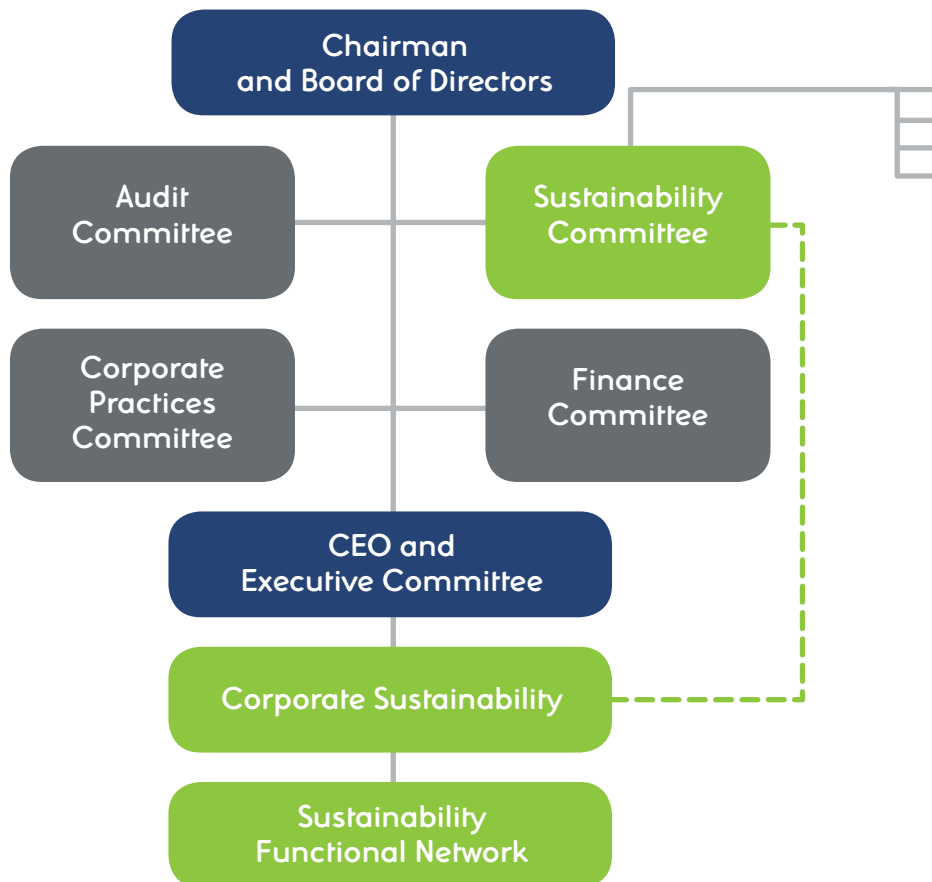 Chairman
and Board of Directors
Audit
Committee
Sustainability
Committee
Corporate
Practices
Committee
Finance
Committee
CEO and
Executive Committee
Corporate Sustainability
Sustainability
Functional Network